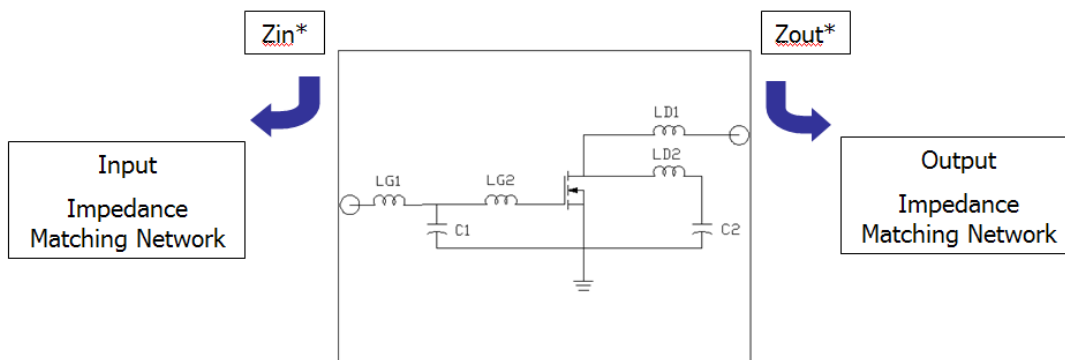 Zin*
Zout*
Input
Impedance
Matching Network
LG1
LG2
C1
LD1
LD2
C2
Output
Impedance
Matching Network